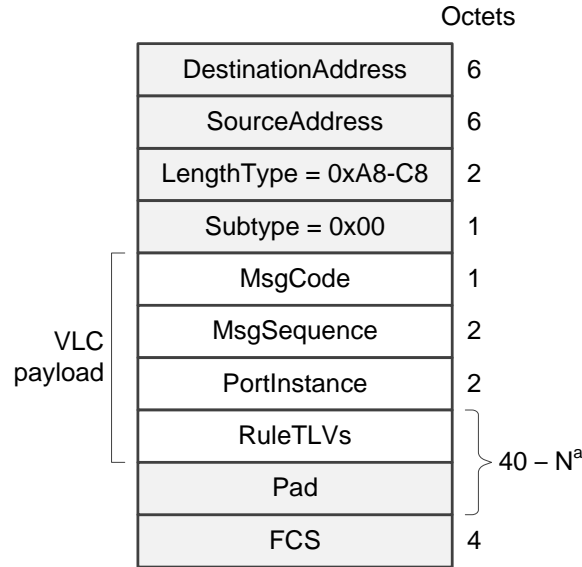 Octets
DestinationAddress 6
SourceAddress 6
LengthType = 0xA8-C8 2
Subtype = 0x00 1
MsgCode 1
VLC
payload
MsgSequence 2
PortInstance 2
RuleTLVs
40 – Nᵃ
Pad
FCS 4